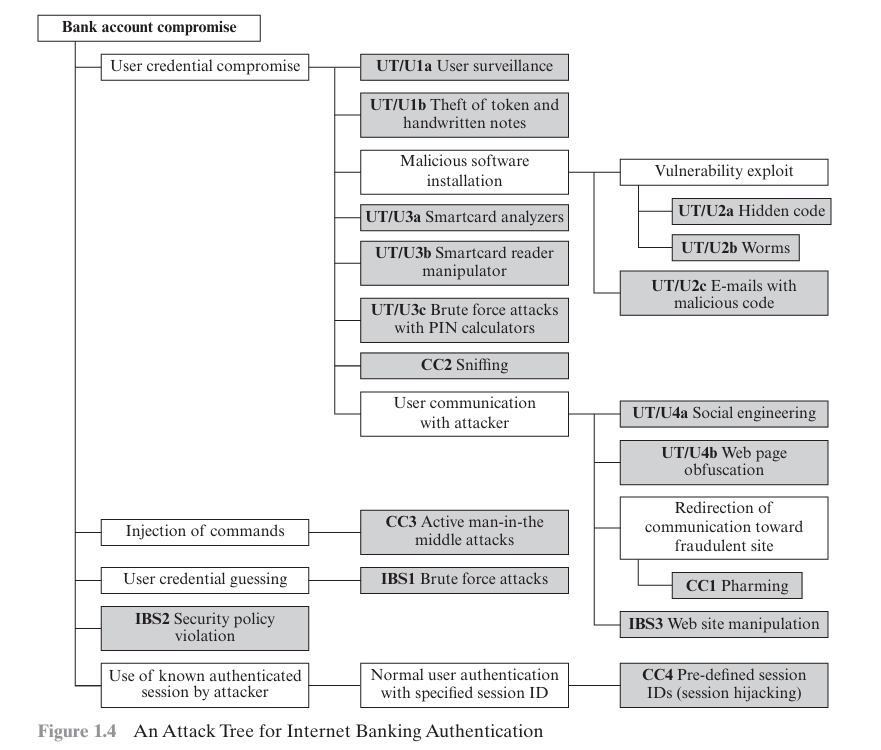 Bank account compromise
User credential compromise
UT/U1a User surveillance
UT/U1b Theft of token and
handwritten notes
Malicious software
installation
Vulnerability exploit
UT/U2a Hidden code
UT/U2b Worms
UT/U2c E-mails with
malicious code
UT/U3a Smartcard analyzers
UT/U3b Smartcard reader
manipulator
UT/U3c Brute force attacks
with PIN calculators
CC2 Sniffing
User communication
with attacker
UT/U4a Social engineering
UT/U4b Web page
obfuscation
Redirection of
communication toward
fraudulent site
CC1 Pharming
IBS3 Web site manipulation
Injection of commands
CC3 Active man-in-the
middle attacks
User credential guessing
IBS1 Brute force attacks
IBS2 Security policy
violation
Use of known authenticated
session by attacker
Normal user authentication
with specified session ID
CC4 Pre-defined session
IDs (session hijacking)
Figure 1.4 An Attack Tree for Internet Banking Authentication